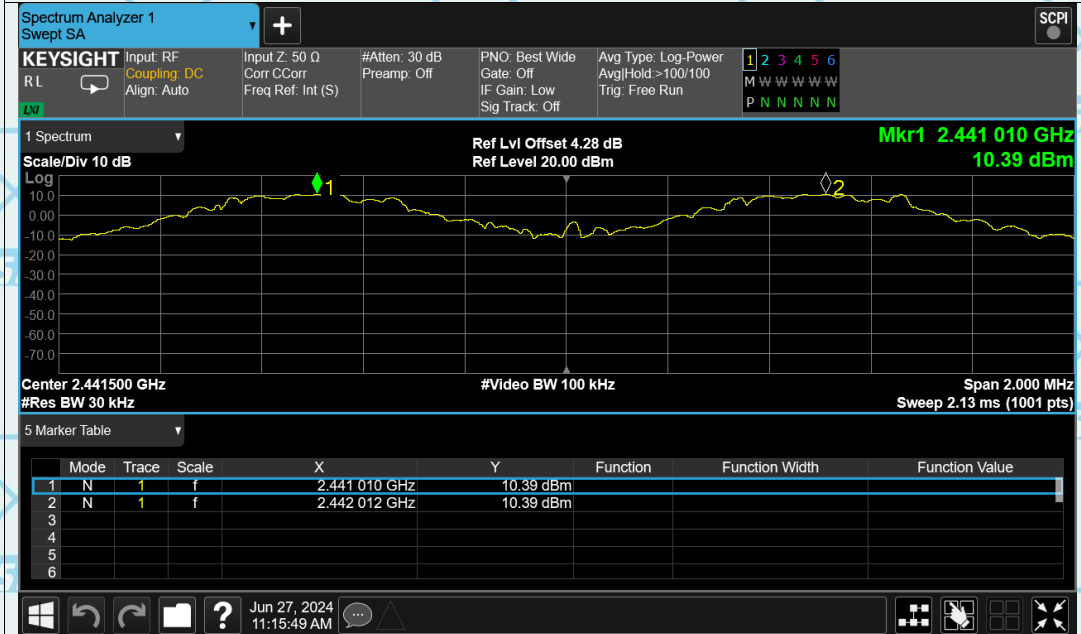 Spectrum Analyzer 1
Swept SA
+
SCPI
KEYSIGHT Input: RF Input Z: 50 Ω #Atten: 30 dB PNO: Best Wide Avg Type: Log-Power 1 2 3 4 5 6
RL Coupling: DC Corr CCorr Preamp: Off Gate: Off Avg|Hold:>100/100 M W W W W W
Align: Auto Freq Ref: Int (S) IF Gain: Low Trig: Free Run
LXI Sig Track: Off P N N N N N
1 Spectrum Ref Lvl Offset 4.28 dB Mkr1 2.441 010 GHz
Scale/Div 10 dB Ref Level 20.00 dBm 10.39 dBm
Log
1 2
10.0
0.00
-10.0
-20.0
-30.0
-40.0
-50.0
-60.0
-70.0
Center 2.441500 GHz #Video BW 100 kHz Span 2.000 MHz
#Res BW 30 kHz Sweep 2.13 ms (1001 pts)
5 Marker Table
Mode Trace Scale X Y Function Function Width Function Value
1 N 1 f 2.441 010 GHz 10.39 dBm
2 N 1 f 2.442 012 GHz 10.39 dBm
3
4
5
6
? Jun 27, 2024
11:15:49 AM